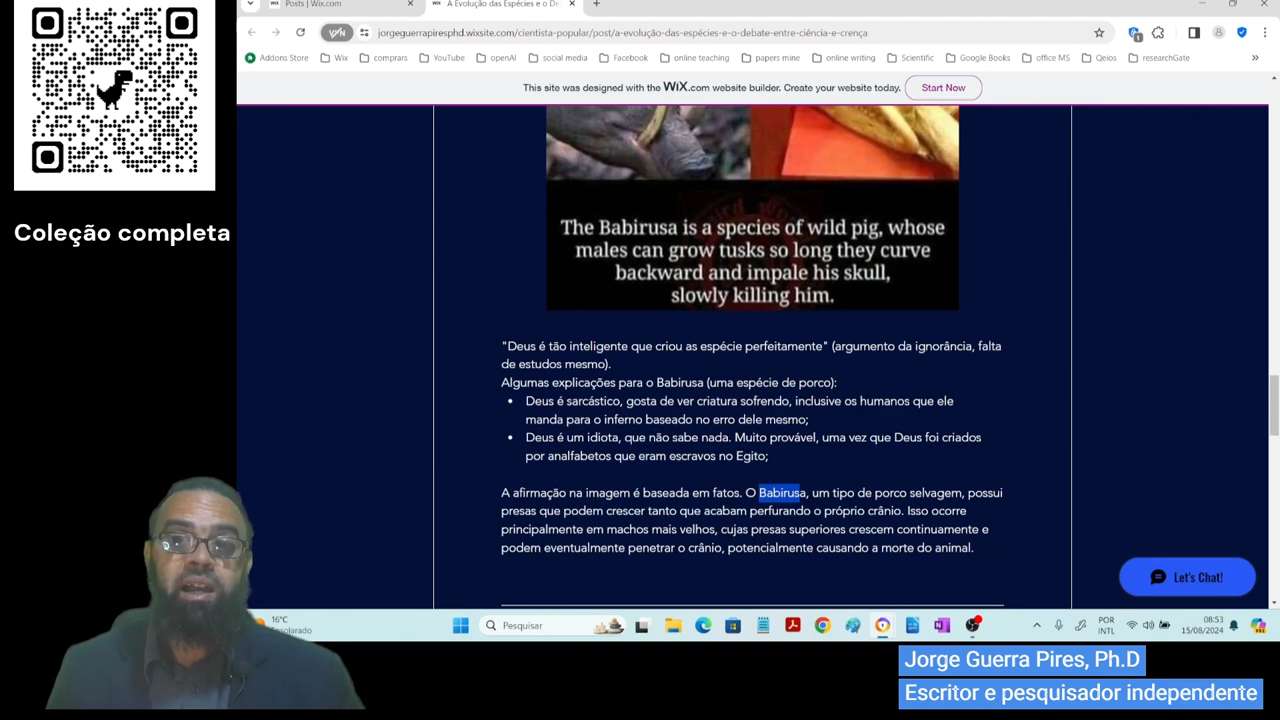 Posts | Wix.com
A Evolução das Espécies e o De
jorgeguerrapiresphd.wixsite.com/cientista-popular/post/a-evolução-das-espécies-e-o-debate-entre-ciência-e-crença
Addons Store
Wix
comprars
YouTube
openAI
social media
Facebook
online teaching
papers mine
online writing
Scientific
Google Books
office MS
Qeios
researchGate
This site was designed with the WiX.com website builder. Create your website today.
Start Now
Coleção completa
The Babirusa is a species of wild pig, whose
males can grow tusks so long they curve
backward and impale his skull,
slowly killing him.
"Deus é tão inteligente que criou as espécie perfeitamente" (argumento da ignorância, falta
de estudos mesmo).
Algumas explicações para o Babirusa (uma espécie de porco):
Deus é sarcástico, gosta de ver criatura sofrendo, inclusive os humanos que ele
manda para o inferno baseado no erro dele mesmo;
Deus é um idiota, que não sabe nada. Muito provável, uma vez que Deus foi criados
por analfabetos que eram escravos no Egito;
A afirmação na imagem é baseada em fatos. O Babirusa, um tipo de porco selvagem, possui
presas que podem crescer tanto que acabam perfurando o próprio crânio. Isso ocorre
principalmente em machos mais velhos, cujas presas superiores crescem continuamente e
podem eventualmente penetrar o crânio, potencialmente causando a morte do animal.
Let's Chat!
16°C
Pesquisar
POR
INTL
08:53
15/08/2024
Jorge Guerra Pires, Ph.D
Escritor e pesquisador independente